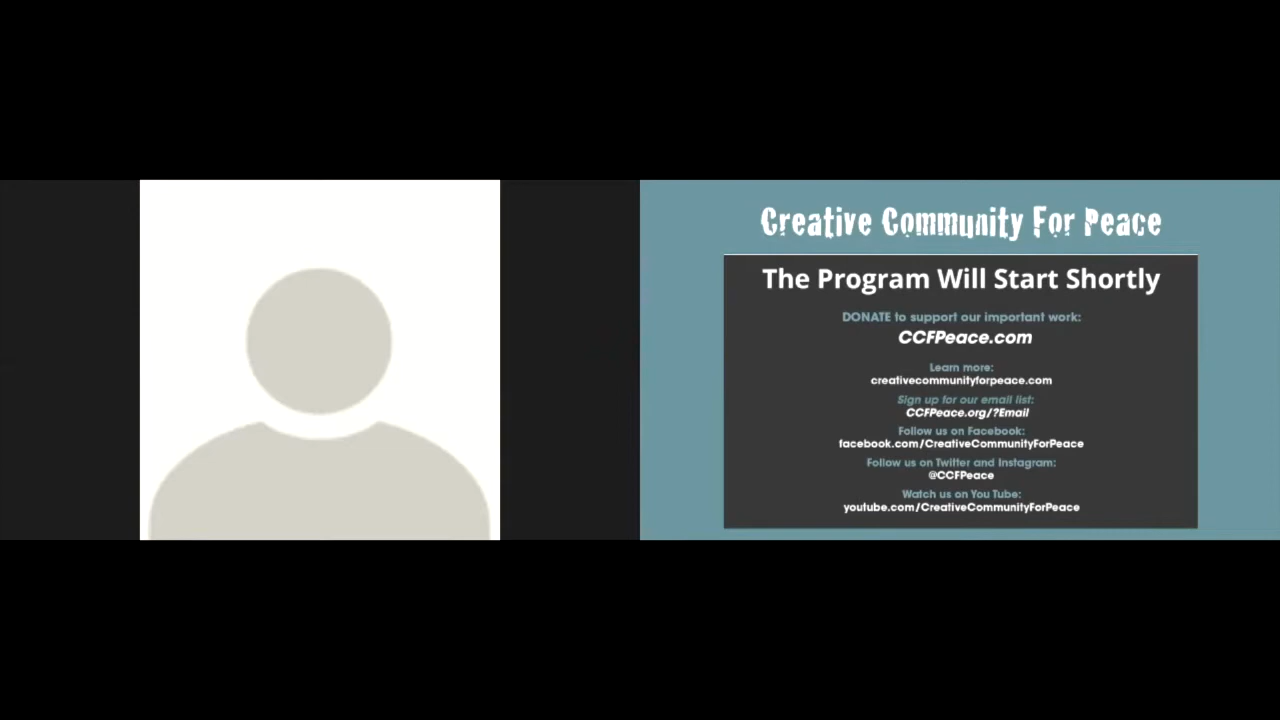 Creative Community For Peace
The Program Will Start Shortly
DONATE to support our important work:
CCFPeace.com
Learn more:
creativecommunityforpeace.com
Sign up for our email list:
CCFPeace.org/?Email
Follow us on Facebook:
facebook.com/CreativeCommunityForPeace
Follow us on Twitter and Instagram:
@CCFPeace
Watch us on You Tube:
youtube.com/CreativeCommunityForPeace